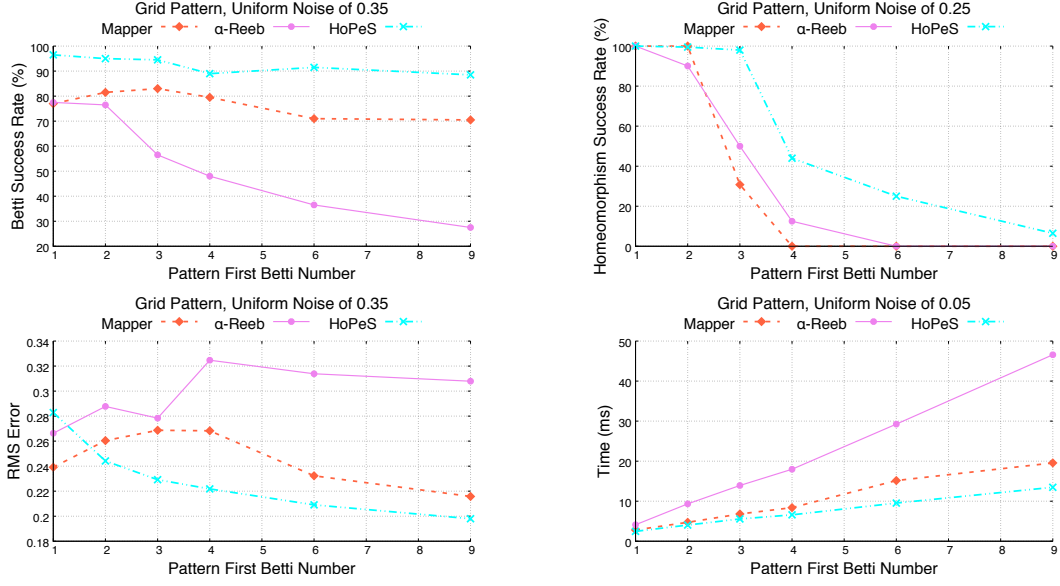 Grid Pattern, Uniform Noise of 0.35
Mapper α-Reeb HoPeS
Betti Success Rate (%)
100
90
80
70
60
50
40
30
20
1 2 3 4 5 6 7 8 9
Pattern First Betti Number
Grid Pattern, Uniform Noise of 0.25
Mapper α-Reeb HoPeS
Homeomorphism Success Rate (%)
100
80
60
40
20
0
1 2 3 4 5 6 7 8 9
Pattern First Betti Number
Grid Pattern, Uniform Noise of 0.35
Mapper α-Reeb HoPeS
RMS Error
0.34
0.32
0.3
0.28
0.26
0.24
0.22
0.2
0.18
1 2 3 4 5 6 7 8 9
Pattern First Betti Number
Grid Pattern, Uniform Noise of 0.05
Mapper α-Reeb HoPeS
Time (ms)
50
40
30
20
10
0
1 2 3 4 5 6 7 8 9
Pattern First Betti Number